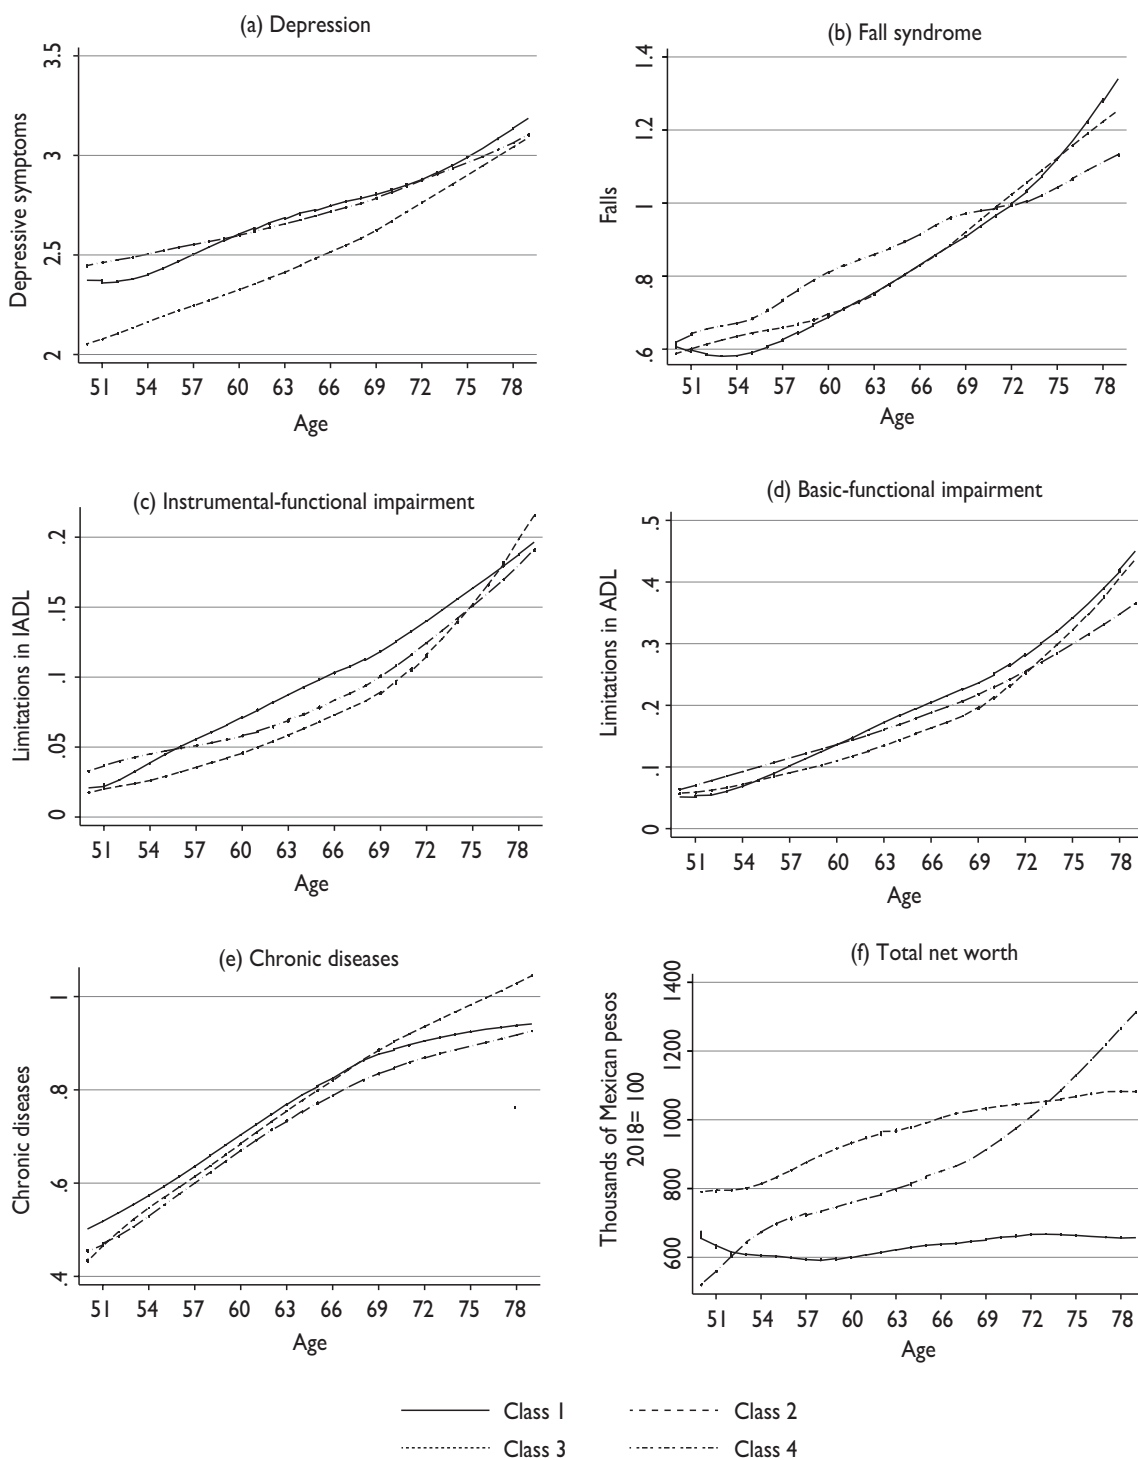 (a) Depression
3.5
3
2.5
2
Depressive symptoms
51 54 57 60 63 66 69 72 75 78
Age
(b) Fall syndrome
1.4
1.2
1
.8
.6
Falls
51 54 57 60 63 66 69 72 75 78
Age
(c) Instrumental-functional impairment
.2
.15
.1
.05
0
Limitations in IADL
51 54 57 60 63 66 69 72 75 78
Age
(d) Basic-functional impairment
.5
.4
.3
.2
.1
0
Limitations in ADL
51 54 57 60 63 66 69 72 75 78
Age
(e) Chronic diseases
1
.8
.6
.4
Chronic diseases
51 54 57 60 63 66 69 72 75 78
Age
(f) Total net worth
1400
1200
1000
800
600
Thousands of Mexican pesos
2018= 100
51 54 57 60 63 66 69 72 75 78
Age
Class 1
Class 2
Class 3
Class 4